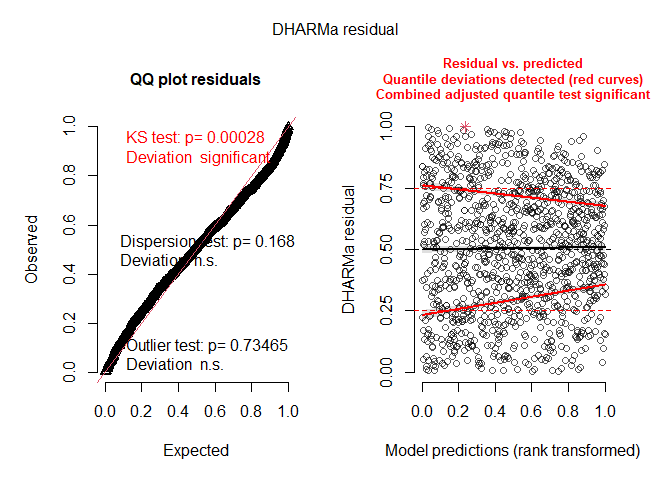 DHARMa residual
QQ plot residuals
KS test: p= 0.00028
Deviation significant
Dispersion test: p= 0.168
Deviation n.s.
Outlier test: p= 0.73465
Deviation n.s.
Observed
0.0 0.2 0.4 0.6 0.8 1.0
0.0 0.2 0.4 0.6 0.8 1.0
Expected
Residual vs. predicted
Quantile deviations detected (red curves)
Combined adjusted quantile test significant
DHARMa residual
0.00 0.25 0.50 0.75 1.00
0.0 0.2 0.4 0.6 0.8 1.0
Model predictions (rank transformed)